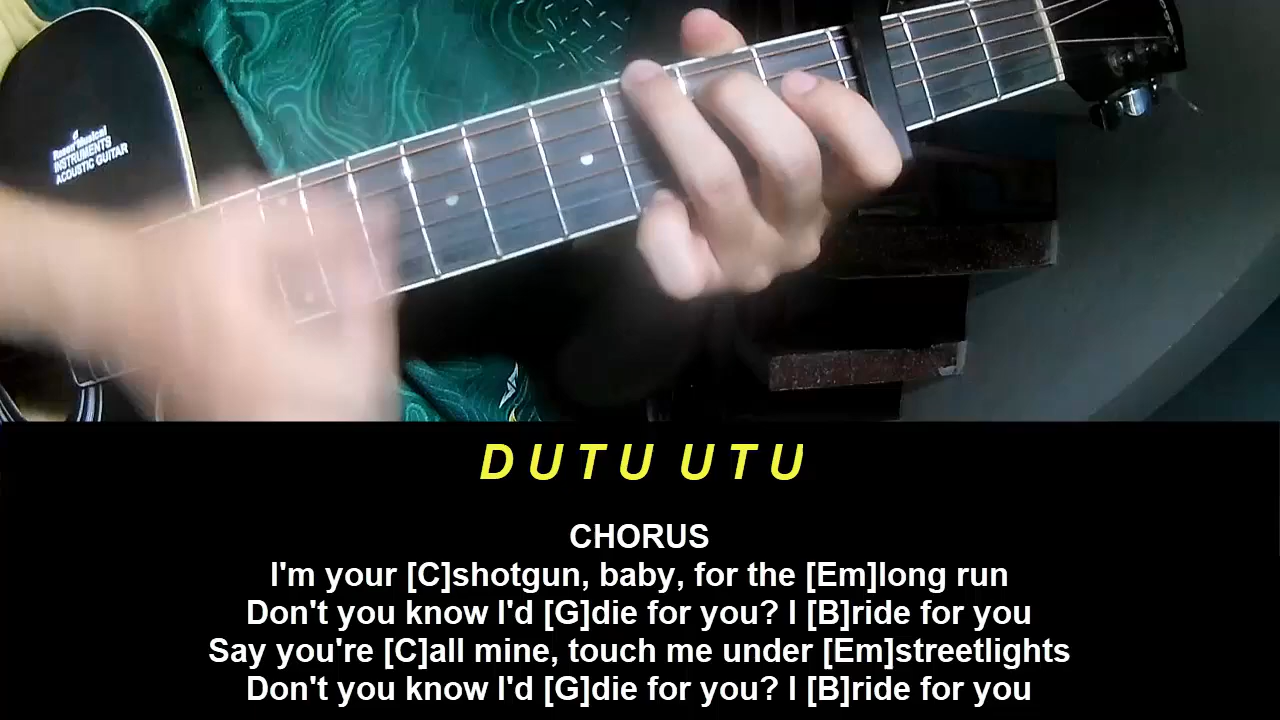 INSTRUMENTS
ACOUSTIC GUITAR
D U T U U T U
CHORUS
I'm your [C]shotgun, baby, for the [Em]long run
Don't you know I'd [G]die for you? I [B]ride for you
Say you're [C]all mine, touch me under [Em]streetlights
Don't you know I'd [G]die for you? I [B]ride for you